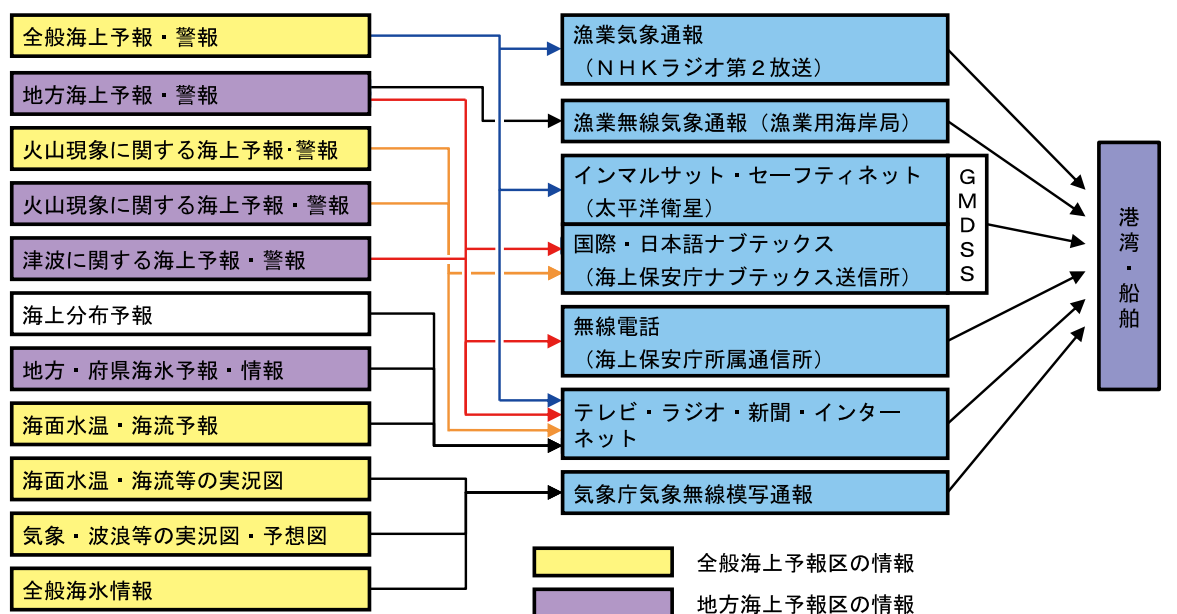 全般海上予報・警報
地方海上予報・警報
火山現象に関する海上予報・警報
火山現象に関する海上予報・警報
津波に関する海上予報・警報
海上分布予報
地方・府県海氷予報・情報
海面水温・海流予報
海面水温・海流等の実況図
気象・波浪等の実況図・予想図
全般海氷情報
漁業気象通報
（ＮＨＫラジオ第２放送）
漁業無線気象通報（漁業用海岸局）
インマルサット・セーフティネット
（太平洋衛星）
国際・日本語ナブテックス
（海上保安庁ナブテックス送信所）
ＧＭＤＳＳ
無線電話
（海上保安庁所属通信所）
テレビ・ラジオ・新聞・インター
ネット
気象庁気象無線模写通報
港湾・船舶
全般海上予報区の情報
地方海上予報区の情報